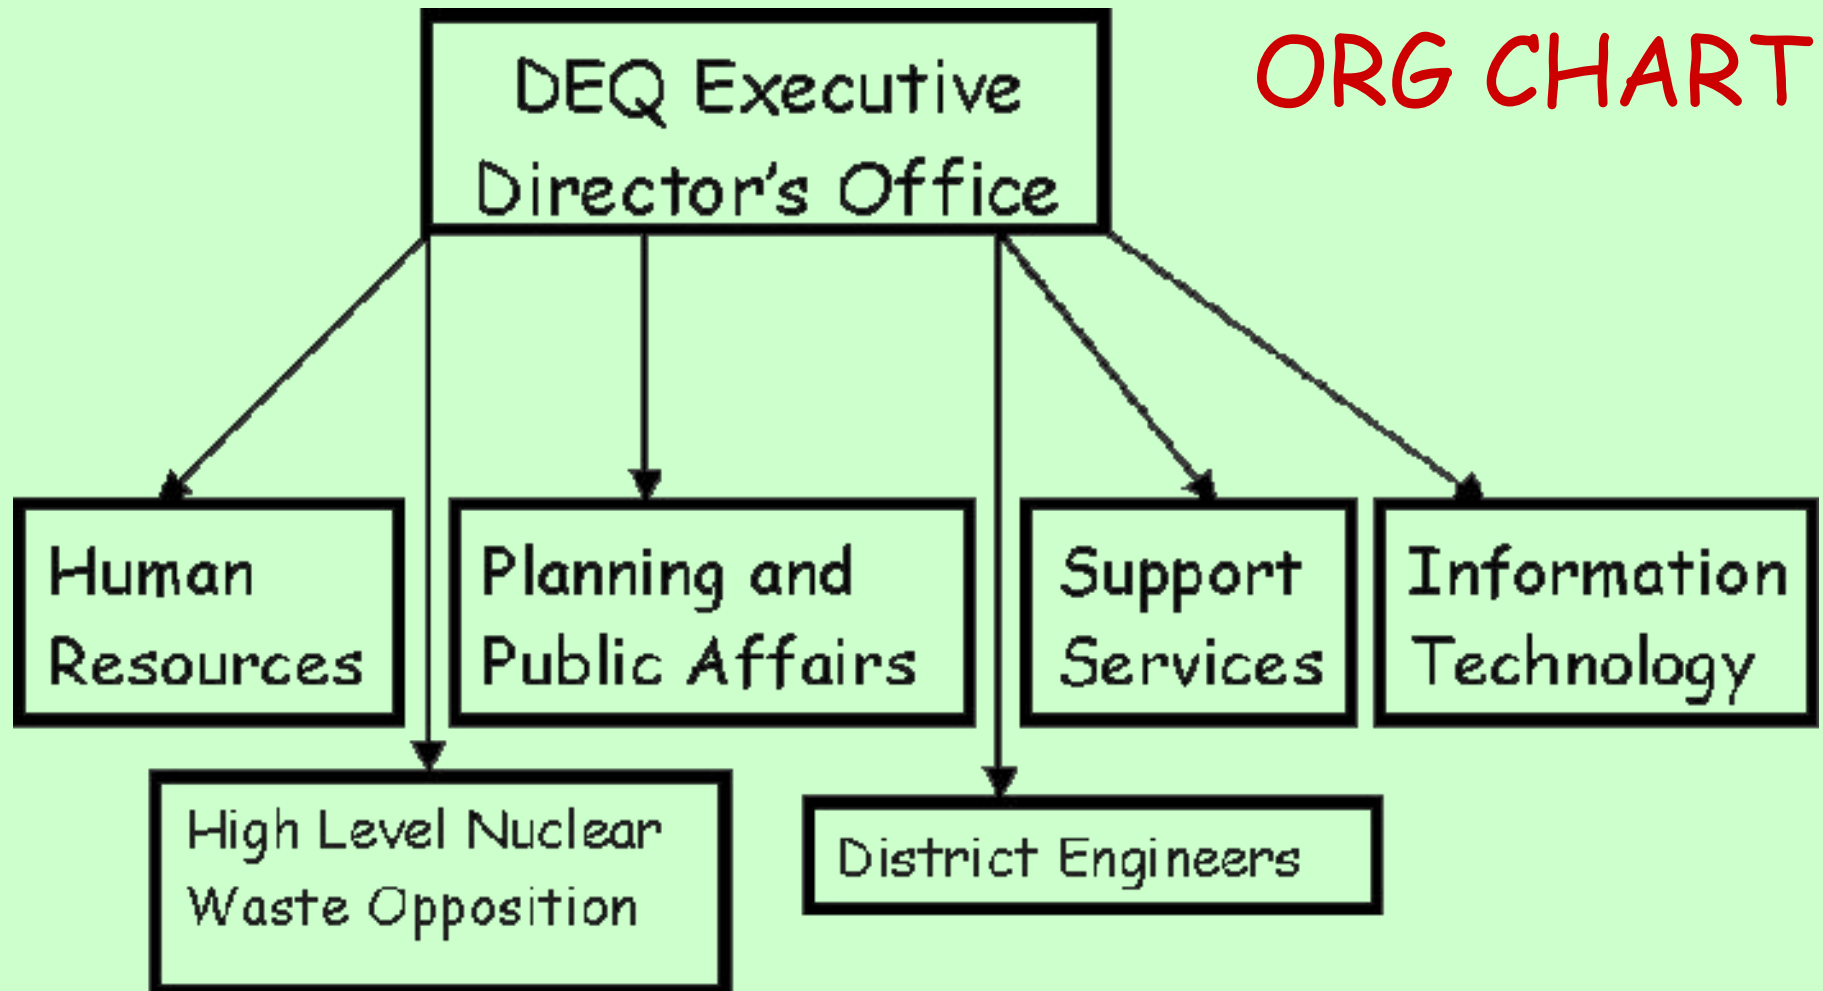 ORG CHART
DEQ Executive
Director's Office
Human
Resources
Planning and
Public Affairs
Support
Services
Information
Technology
High Level Nuclear
Waste Opposition
District Engineers